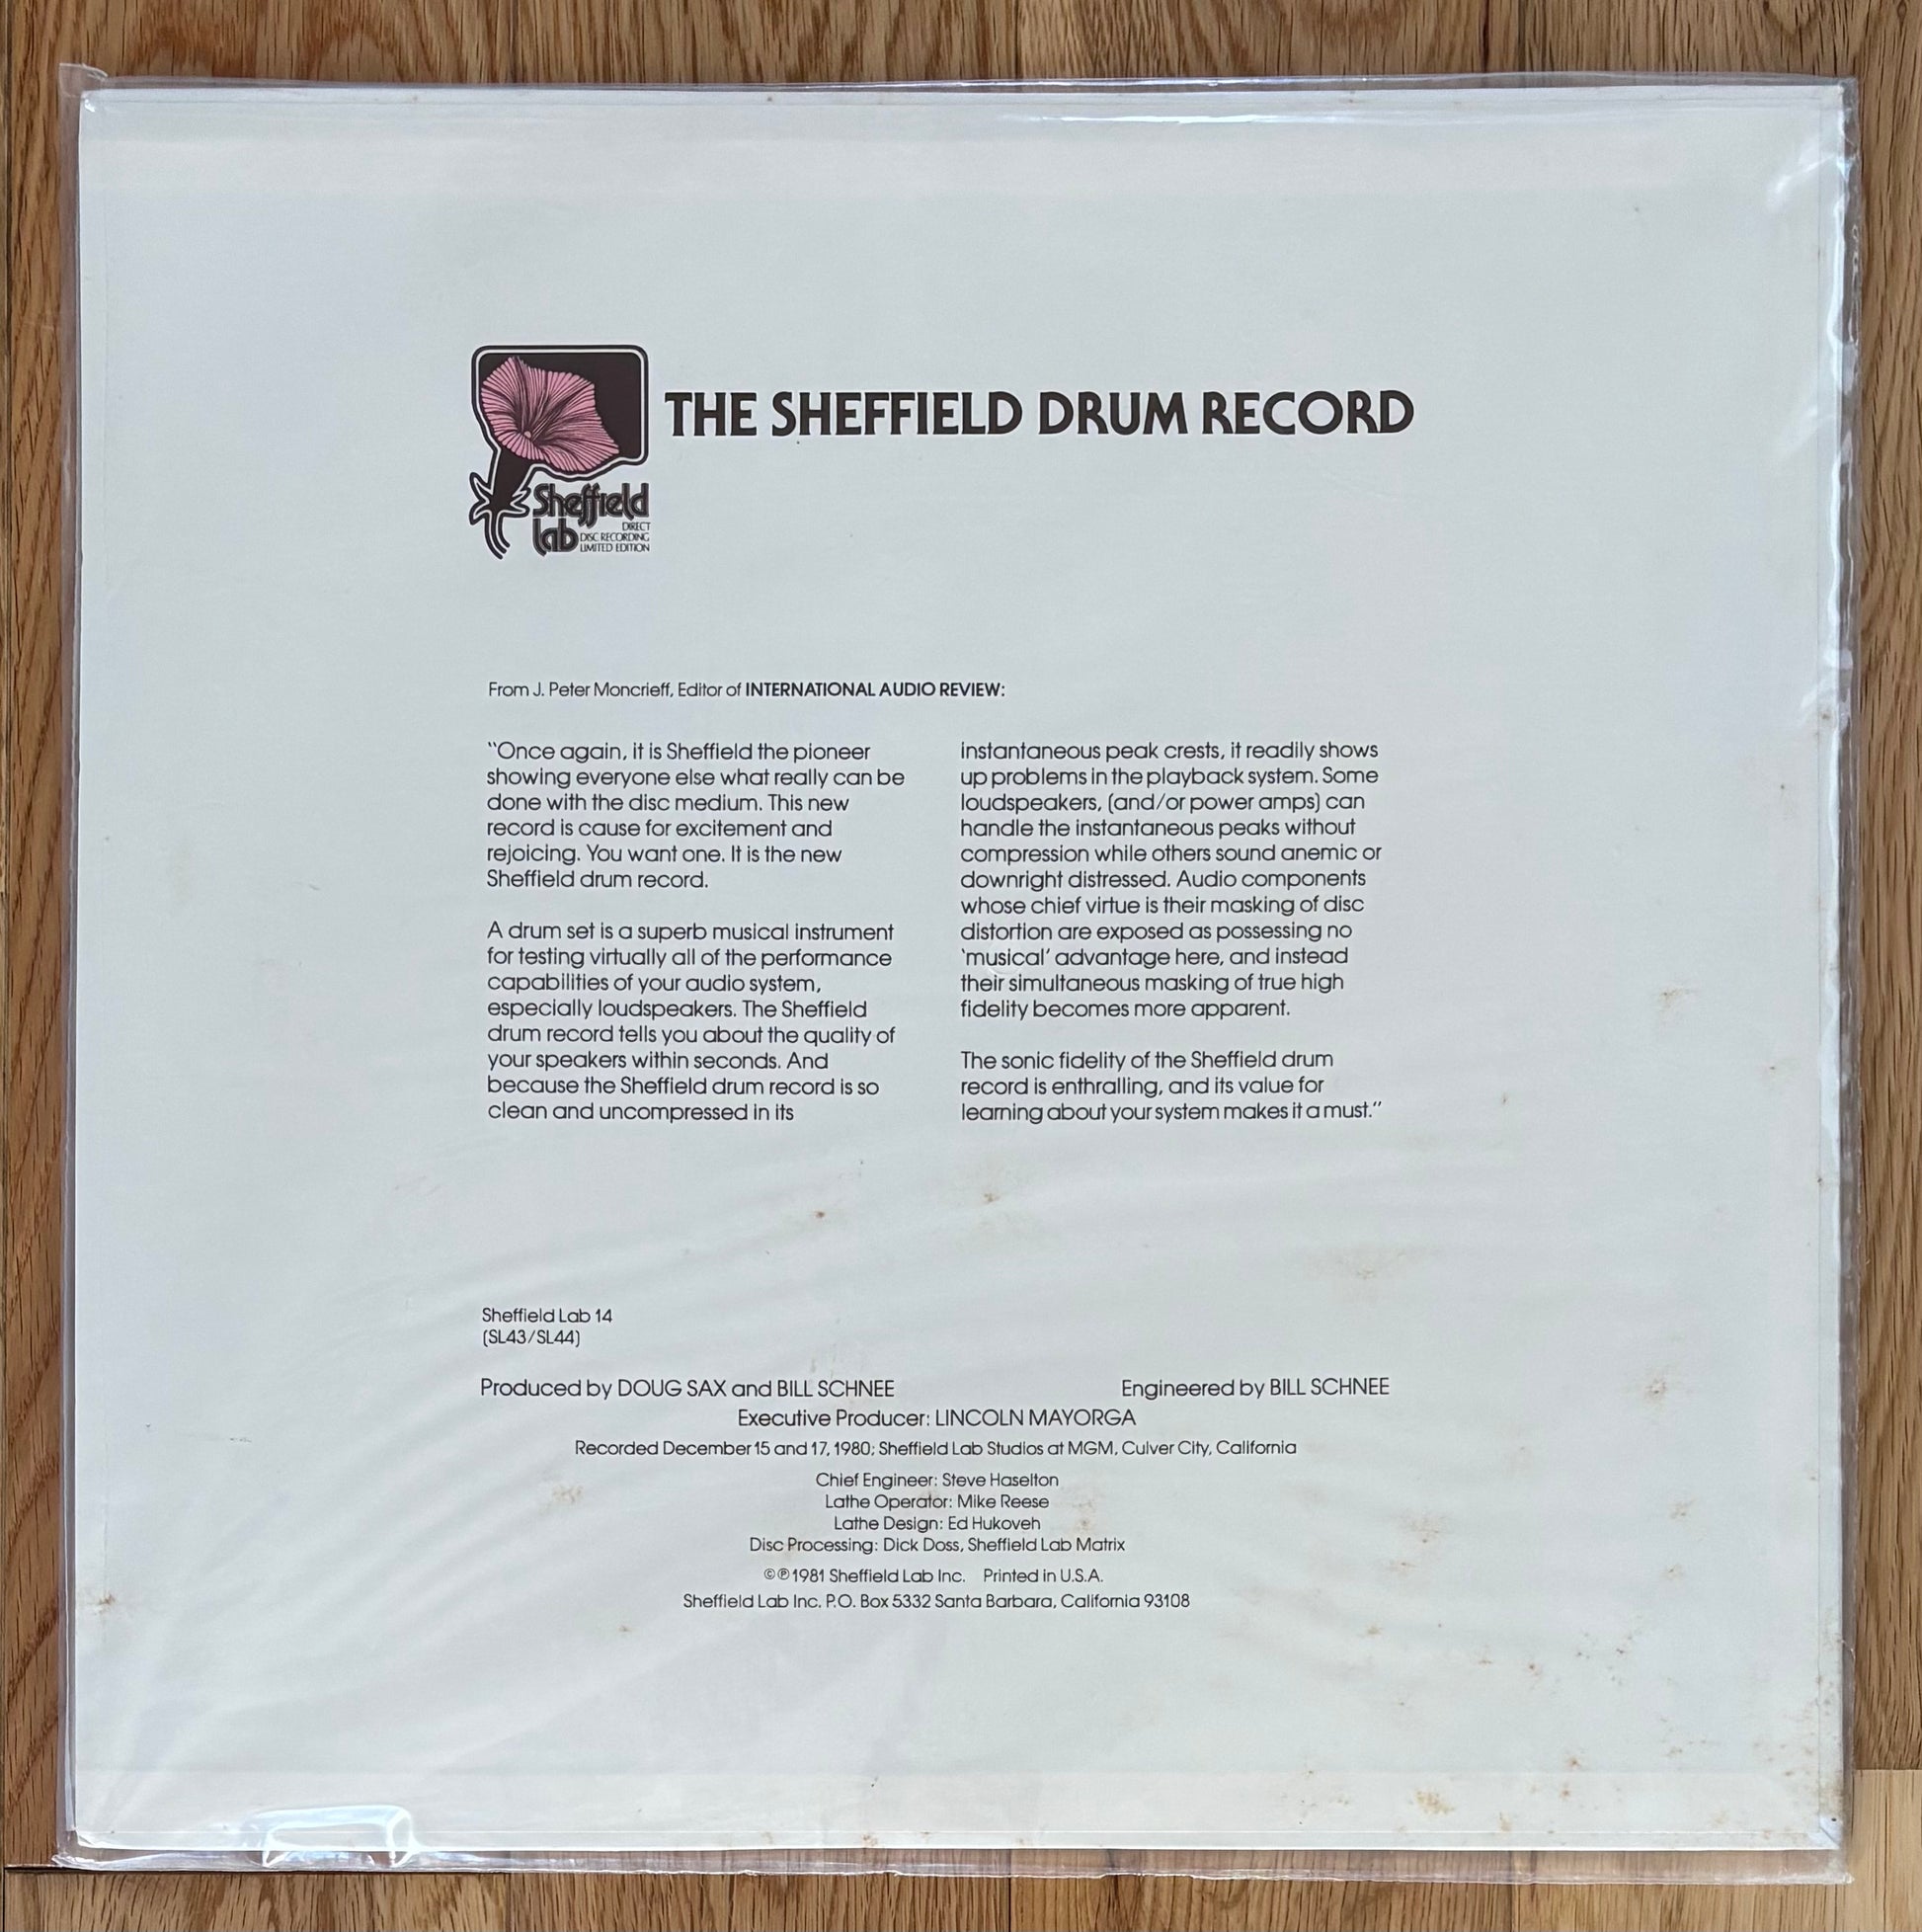 THE SHEFFIELD DRUM RECORD
Sheffield
lab
DIRECT
DISC RECORDING
LIMITED EDITION
From J. Peter Moncrieff, Editor of INTERNATIONAL AUDIO REVIEW:
"Once again, it is Sheffield the pioneer
showing everyone else what really can be
done with the disc medium. This new
record is cause for excitement and
rejoicing. You want one. It is the new
Sheffield drum record.
A drum set is a superb musical instrument
for testing virtually all of the performance
capabilities of your audio system,
especially loudspeakers. The Sheffield
drum record tells you about the quality of
your speakers within seconds. And
because the Sheffield drum record is so
clean and uncompressed in its
instantaneous peak crests, it readily shows
up problems in the playback system. Some
loudspeakers, (and/or power amps) can
handle the instantaneous peaks without
compression while others sound anemic or
downright distressed. Audio components
whose chief virtue is their masking of disc
distortion are exposed as possessing no
'musical' advantage here, and instead
their simultaneous masking of true high
fidelity becomes more apparent.
The sonic fidelity of the Sheffield drum
record is enthralling, and its value for
learning about your system makes it a must."
Sheffield Lab 14
(SL43/SL44)
Produced by DOUG SAX and BILL SCHNEE
Engineered by BILL SCHNEE
Executive Producer: LINCOLN MAYORGA
Recorded December 15 and 17, 1980; Sheffield Lab Studios at MGM, Culver City, California
Chief Engineer: Steve Haselton
Lathe Operator: Mike Reese
Lathe Design: Ed Hukoveh
Disc Processing: Dick Doss, Sheffield Lab Matrix
©℗1981 Sheffield Lab Inc. Printed in U.S.A.
Sheffield Lab Inc. P.O. Box 5332 Santa Barbara, California 93108